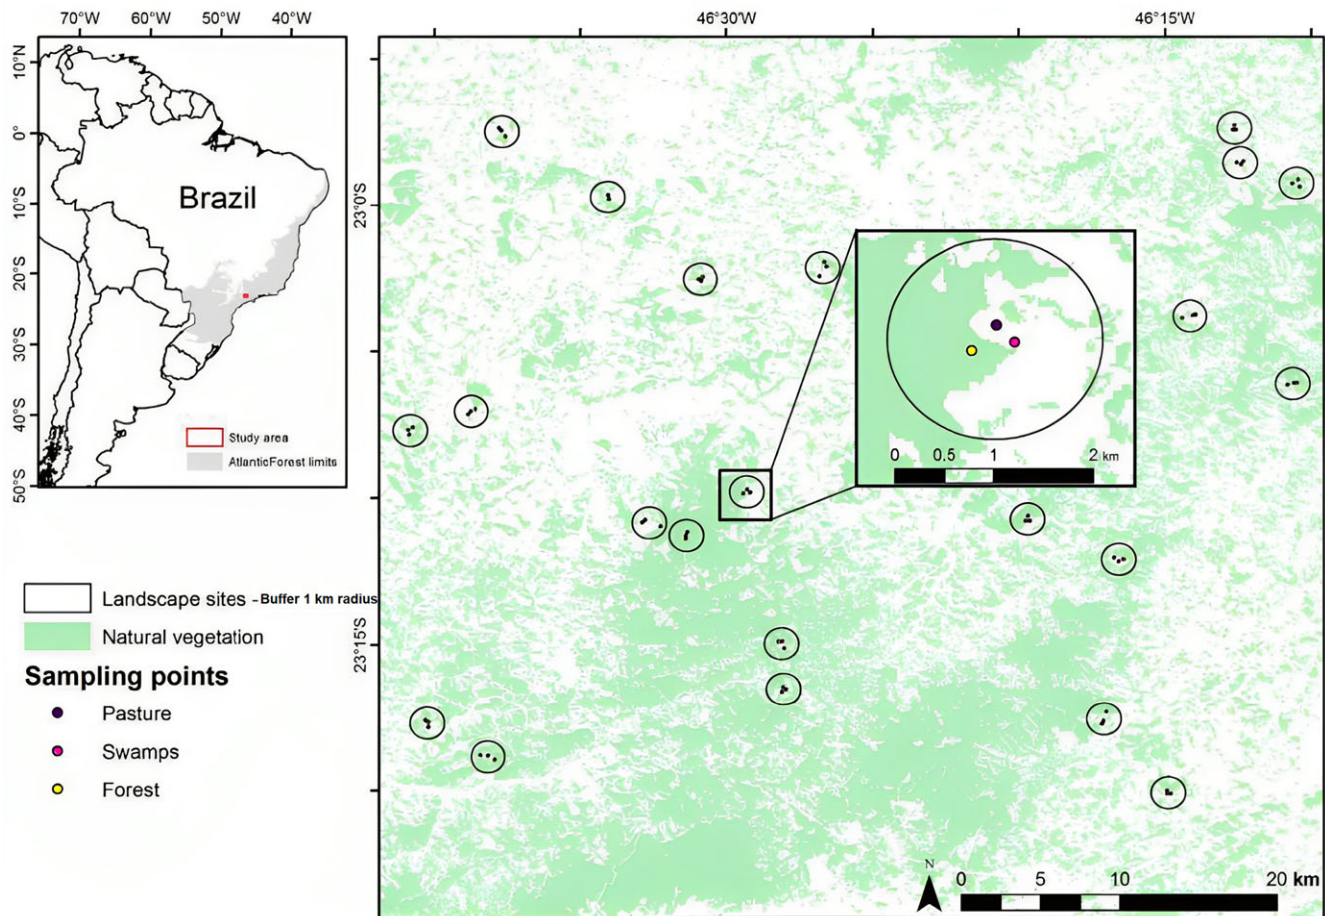 70°W 60°W 50°W 40°W
46°30'W 46°15'W
10°N
0°
10°S
20°S
30°S
40°S
50°S
Brazil
Study area
AtlanticForest limits
23°0'S
23°15'S
0 0.5 1 2 km
Landscape sites - Buffer 1 km radius
Natural vegetation
Sampling points
Pasture
Swamps
Forest
N
0 5 10 20 km